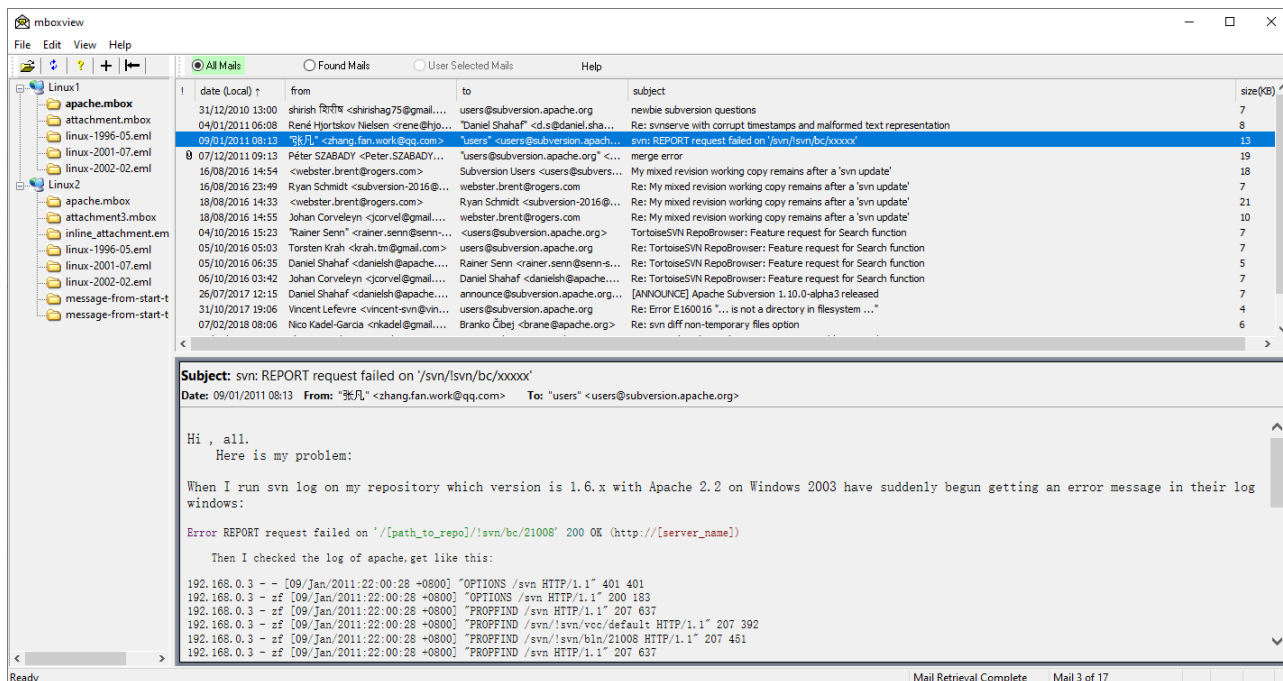 mboxview
File Edit View Help
All Mails Found Mails User Selected Mails Help
Linux1
apache.mbox
attachment.mbox
linux-1996-05.eml
linux-2001-07.eml
linux-2002-02.eml
Linux2
apache.mbox
attachment3.mbox
inline_attachment.em
linux-1996-05.eml
linux-2001-07.eml
linux-2002-02.eml
message-from-start-t
message-from-start-t
! date (Local) ↑ from to subject size(KB)
31/12/2010 13:00 shirish शिरीष <shirishag75@gmail.... users@subversion.apache.org newbie subversion questions 7
04/01/2011 06:08 René Hjortskov Nielsen <rene@hjo... "Daniel Shahaf" <d.s@daniel.sha... Re: svnserve with corrupt timestamps and malformed text representation 8
09/01/2011 08:13 "张凡" <zhang.fan.work@qq.com> "users" <users@subversion.apach... svn: REPORT request failed on '/svn/!svn/bc/xxxxx' 13
07/12/2011 09:13 Péter SZABADY <Peter.SZABADY... "users@subversion.apache.org" <... merge error 19
16/08/2016 14:54 <webster.brent@rogers.com> Subversion Users <users@subvers... My mixed revision working copy remains after a 'svn update' 18
16/08/2016 23:49 Ryan Schmidt <subversion-2016@... webster.brent@rogers.com Re: My mixed revision working copy remains after a 'svn update' 7
18/08/2016 14:33 <webster.brent@rogers.com> Ryan Schmidt <subversion-2016@... Re: My mixed revision working copy remains after a 'svn update' 21
18/08/2016 14:55 Johan Corveleyn <jcorvel@gmail.... webster.brent@rogers.com Re: My mixed revision working copy remains after a 'svn update' 10
04/10/2016 15:23 "Rainer Senn" <rainer.senn@senn-... <users@subversion.apache.org> TortoiseSVN RepoBrowser: Feature request for Search function 7
05/10/2016 05:03 Torsten Krah <krah.tm@gmail.com> users@subversion.apache.org Re: TortoiseSVN RepoBrowser: Feature request for Search function 7
05/10/2016 06:35 Daniel Shahaf <danielsh@apache.... Rainer Senn <rainer.senn@senn-s... Re: TortoiseSVN RepoBrowser: Feature request for Search function 5
06/10/2016 03:42 Johan Corveleyn <jcorvel@gmail.... Daniel Shahaf <danielsh@apache.... Re: TortoiseSVN RepoBrowser: Feature request for Search function 7
26/07/2017 12:15 Daniel Shahaf <danielsh@apache.... announce@subversion.apache.org... [ANNOUNCE] Apache Subversion 1.10.0-alpha3 released 7
31/10/2017 19:06 Vincent Lefevre <vincent-svn@vin... users@subversion.apache.org Re: Error E160016 "... is not a directory in filesystem ..." 4
07/02/2018 08:06 Nico Kadel-Garcia <nkadel@gmail.... Branko Čibej <brane@apache.org> Re: svn diff non-temporary files option 6
Subject: svn: REPORT request failed on '/svn/!svn/bc/xxxxx'
Date: 09/01/2011 08:13 From: "张凡" <zhang.fan.work@qq.com> To: "users" <users@subversion.apache.org>
Hi , all.
Here is my problem:
When I run svn log on my repository which version is 1.6.x with Apache 2.2 on Windows 2003 have suddenly begun getting an error message in their log
windows:
Error REPORT request failed on '/[path_to_repo]/!svn/bc/21008' 200 OK (http://[server_name])
Then I checked the log of apache,get like this:
192.168.0.3 - - [09/Jan/2011:22:00:28 +0800] "OPTIONS /svn HTTP/1.1" 401 401
192.168.0.3 - zf [09/Jan/2011:22:00:28 +0800] "OPTIONS /svn HTTP/1.1" 200 183
192.168.0.3 - zf [09/Jan/2011:22:00:28 +0800] "PROPFIND /svn HTTP/1.1" 207 637
192.168.0.3 - zf [09/Jan/2011:22:00:28 +0800] "PROPFIND /svn/!svn/vcc/default HTTP/1.1" 207 392
192.168.0.3 - zf [09/Jan/2011:22:00:28 +0800] "PROPFIND /svn/!svn/bln/21008 HTTP/1.1" 207 451
192.168.0.3 - zf [09/Jan/2011:22:00:28 +0800] "PROPFIND /svn HTTP/1.1" 207 637
Ready Mail Retrieval Complete Mail 3 of 17